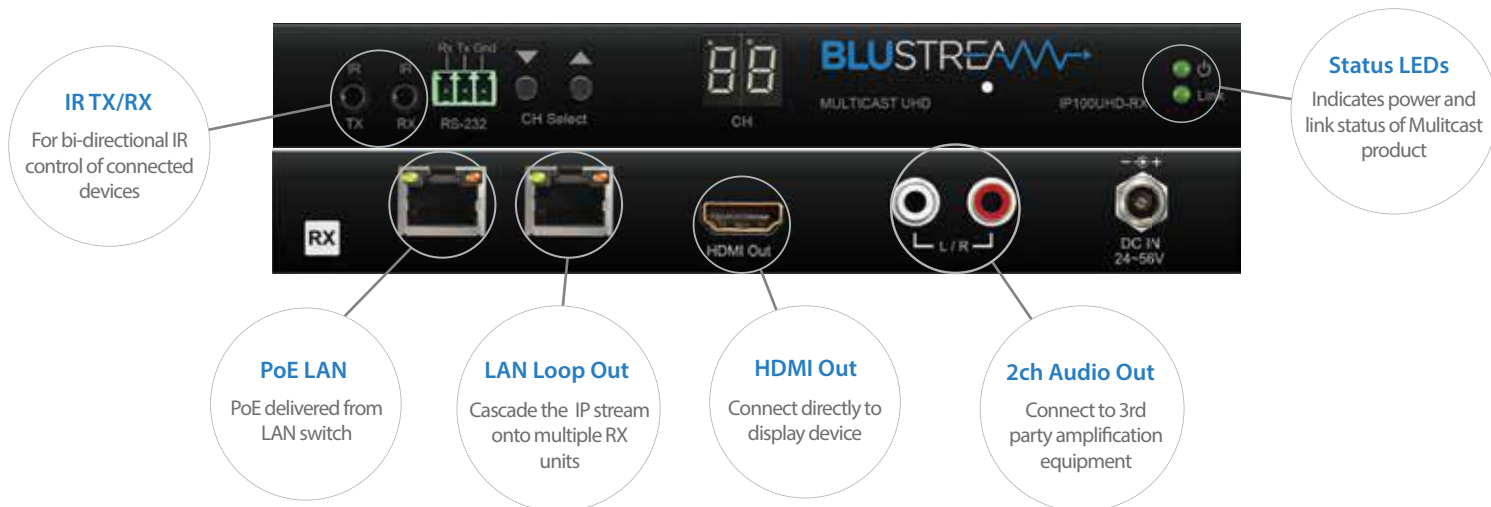 IR TX/RX
For bi-directional IR
control of connected
devices
IR IR
TX RX
Rx Tx Gnd
RS-232
CH Select
88
CH
BLUSTREAM
MULTICAST UHD
IP100UHD-RX
Link
Status LEDs
Indicates power and
link status of Mulitcast
product
RX
HDMI Out
L / R
- +
DC IN
24~56V
PoE LAN
PoE delivered from
LAN switch
LAN Loop Out
Cascade the IP stream
onto multiple RX
units
HDMI Out
Connect directly to
display device
2ch Audio Out
Connect to 3rd
party amplification
equipment